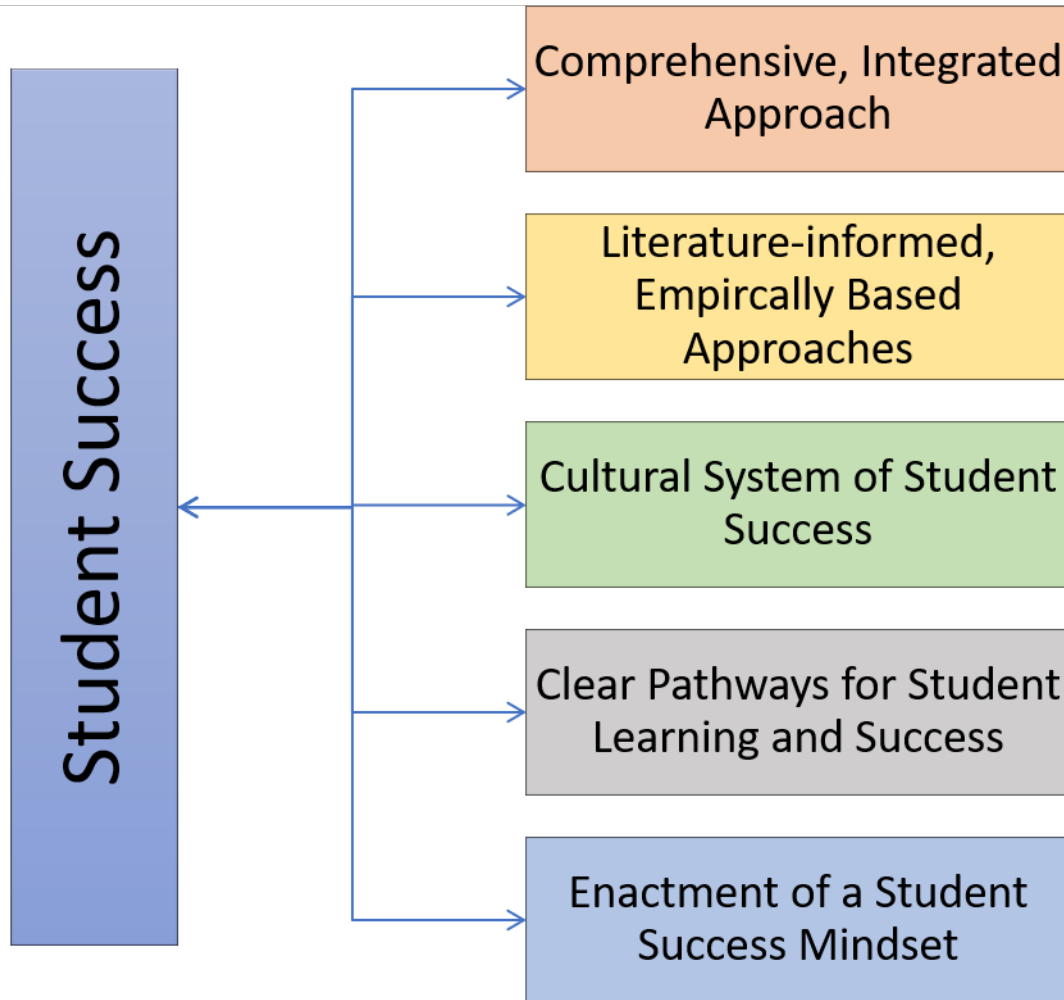 Student Success
Comprehensive, Integrated
Approach
Literature-informed,
Empircally Based
Approaches
Cultural System of Student
Success
Clear Pathways for Student
Learning and Success
Enactment of a Student
Success Mindset